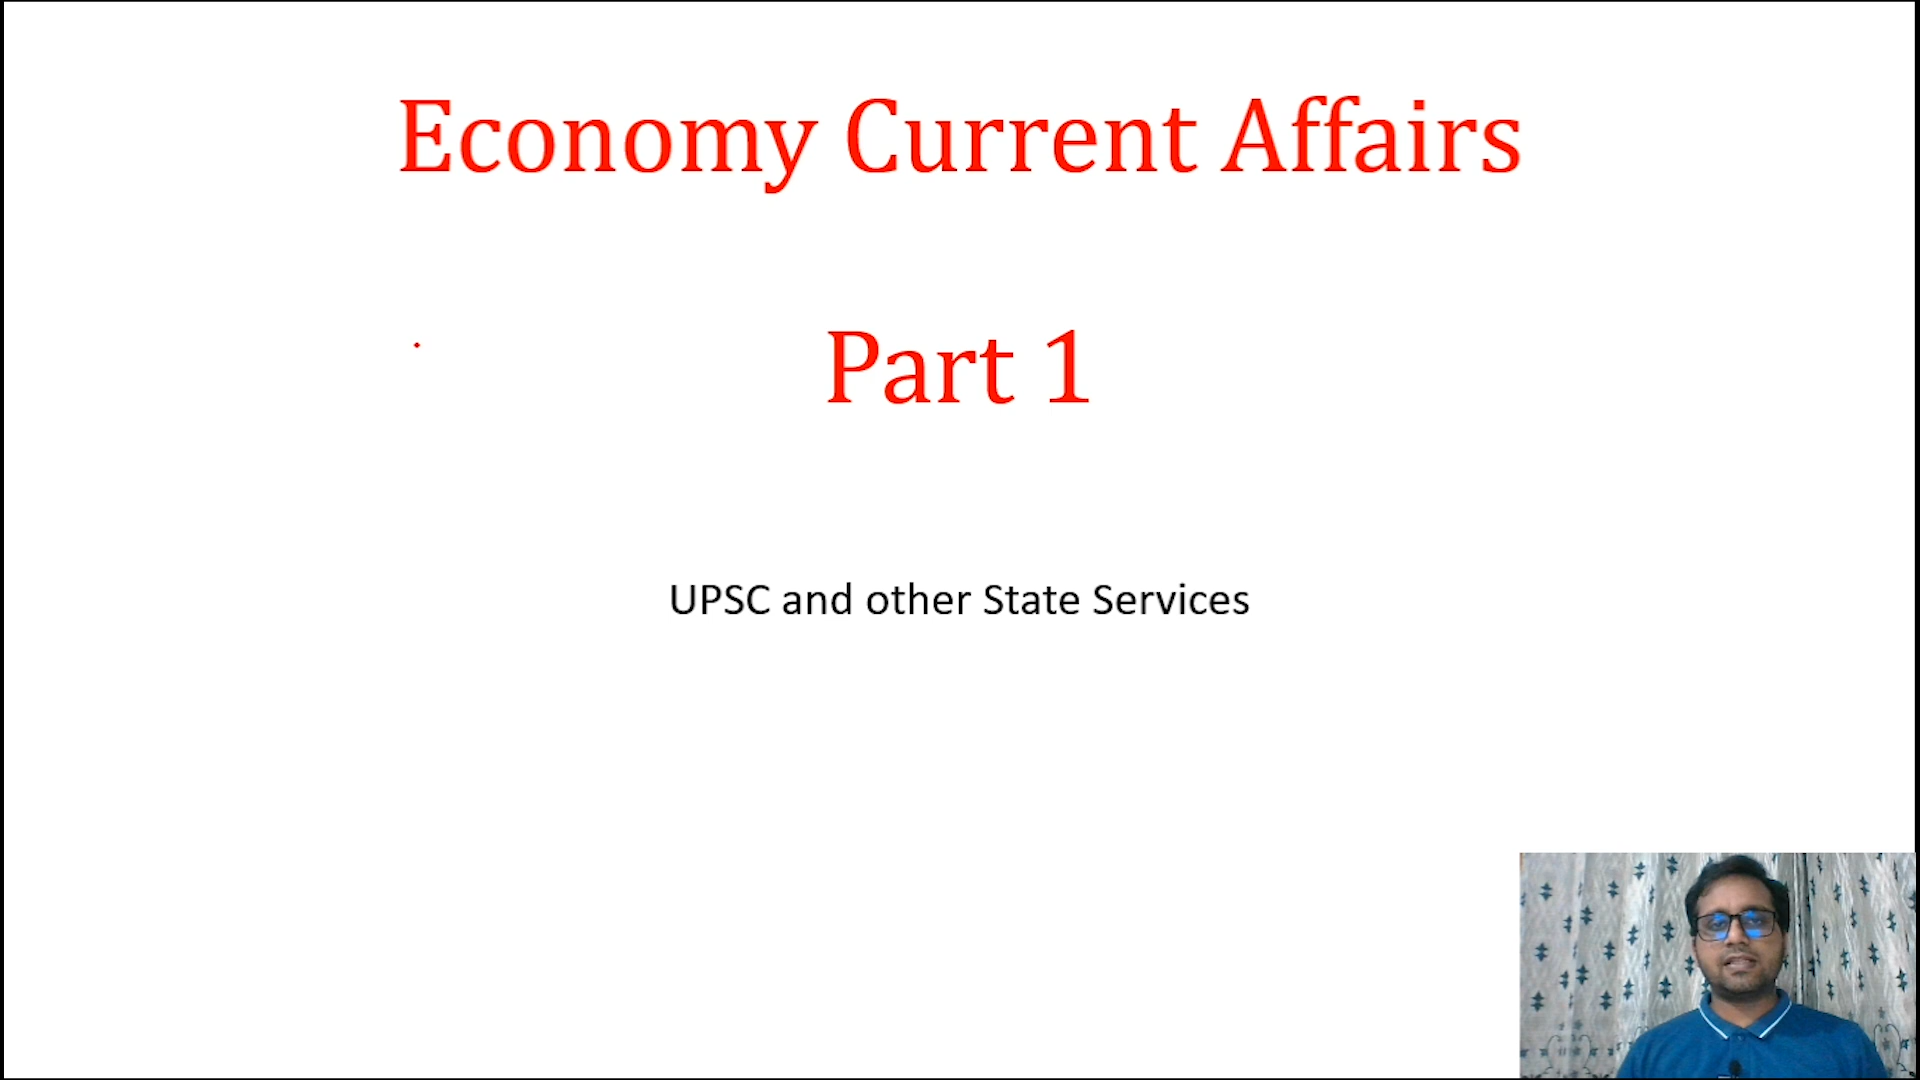 Economy Current Affairs
Part 1
UPSC and other State Services